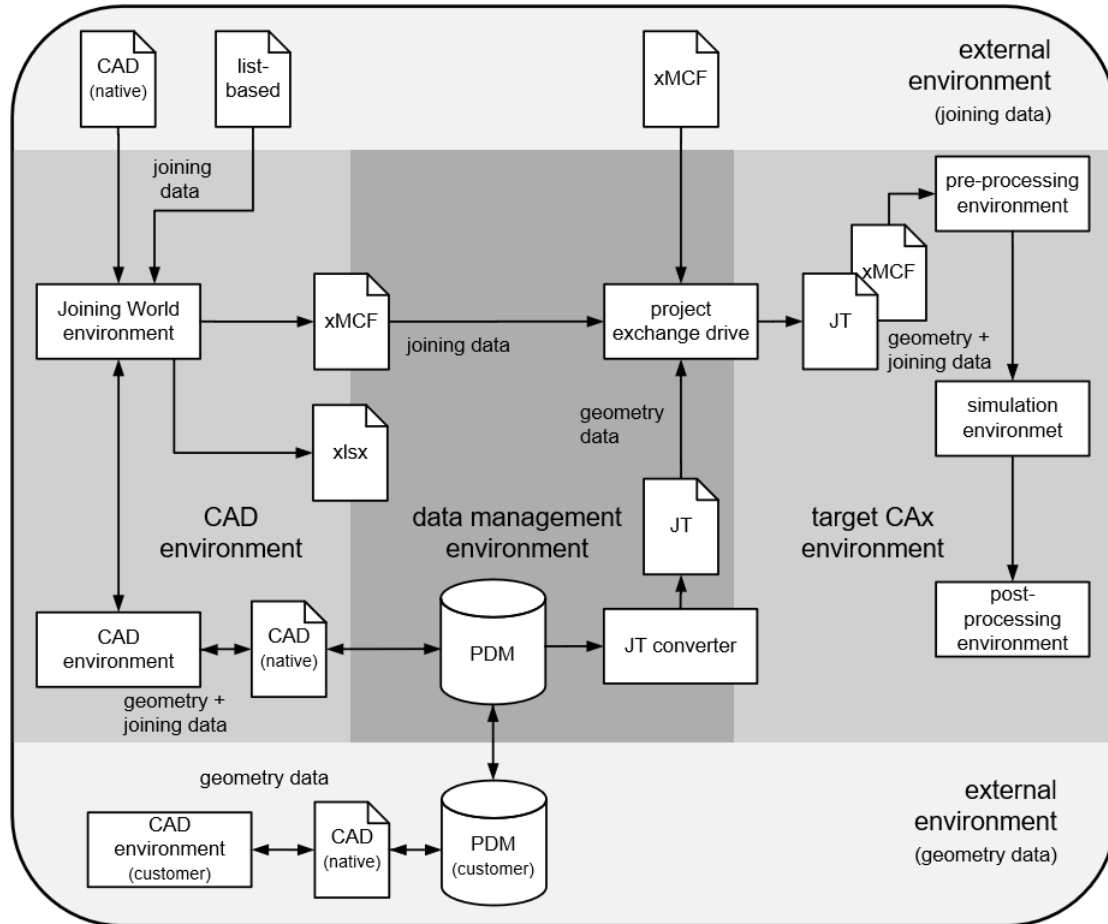 CAD
(native)
list-
based
xMCF
external
environment
(joining data)
joining
data
pre-processing
environment
Joining World
environment
xMCF
joining data
project
exchange drive
xMCF
JT
geometry +
joining data
geometry
data
simulation
environmet
xlsx
CAD
environment
data management
environment
JT
target CAx
environment
CAD
environment
CAD
(native)
geometry +
joining data
PDM
JT converter
post-
processing
environment
geometry data
CAD
environment
(customer)
CAD
(native)
PDM
(customer)
external
environment
(geometry data)